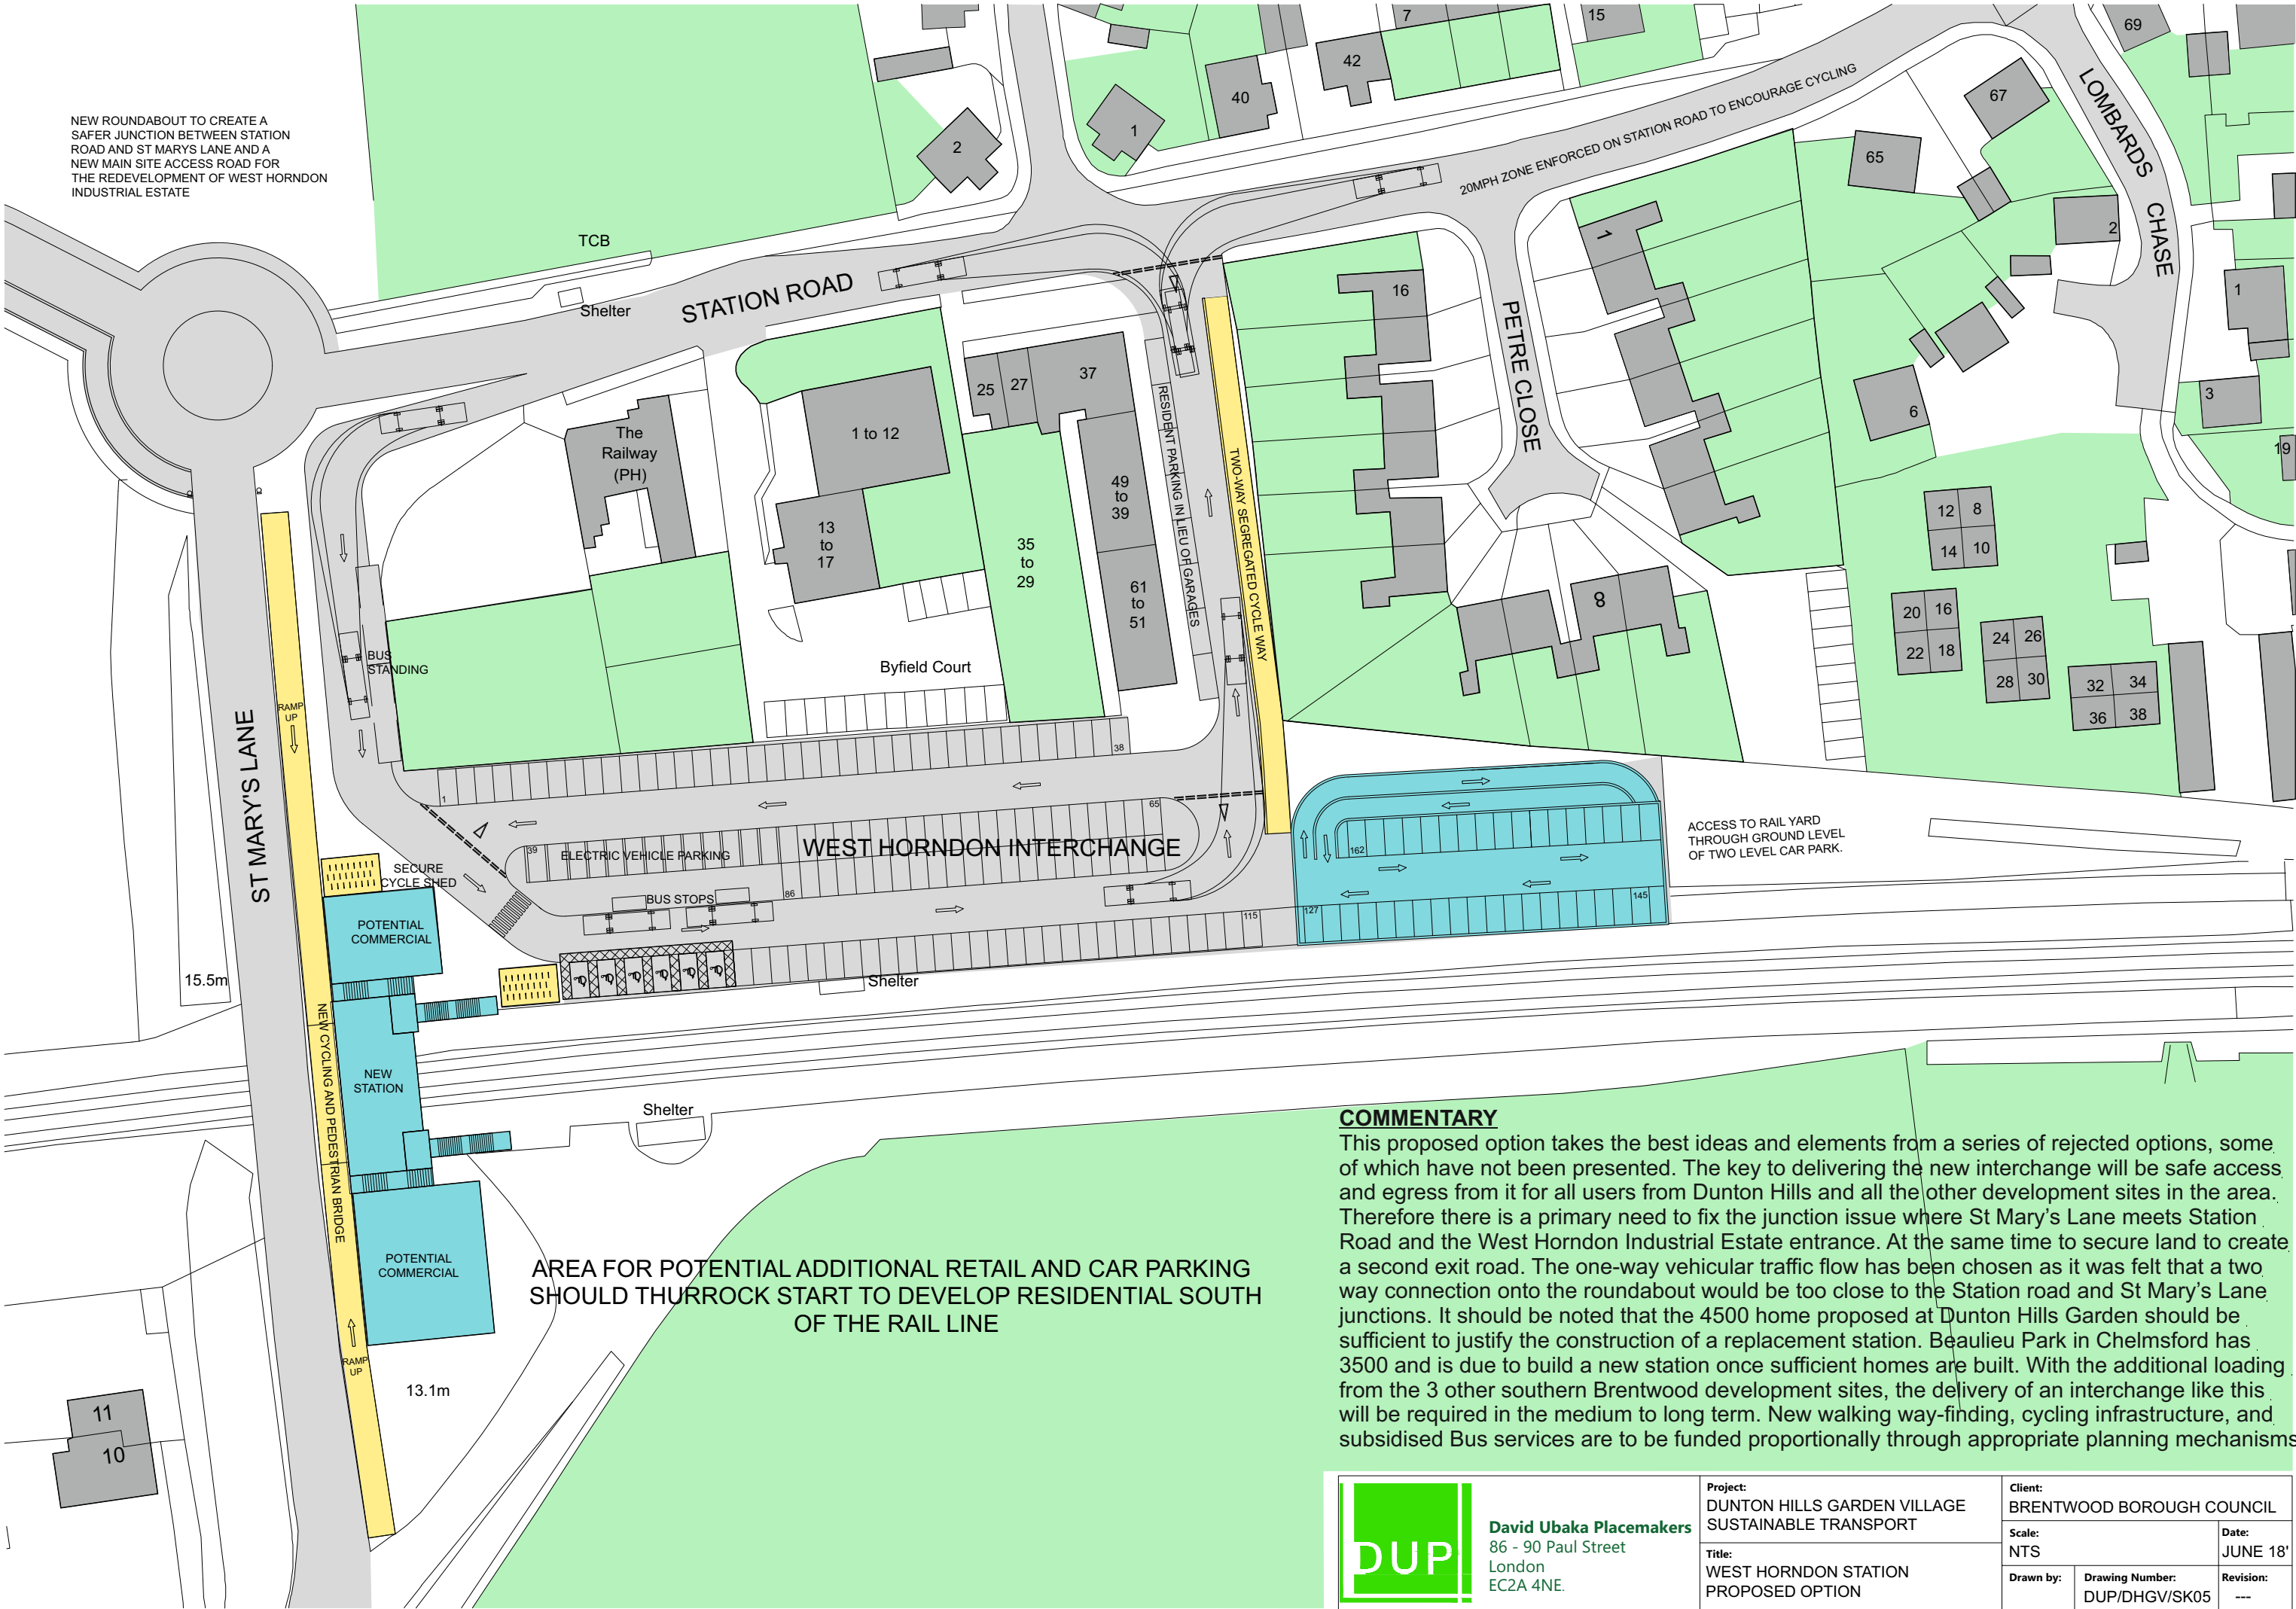 NEW ROUNDABOUT TO CREATE A
SAFER JUNCTION BETWEEN STATION
ROAD AND ST MARYS LANE AND A
NEW MAIN SITE ACCESS ROAD FOR
THE REDEVELOPMENT OF WEST HORNDON
INDUSTRIAL ESTATE
TCB
Shelter
STATION ROAD
2
1
40
42
7
15
20MPH ZONE ENFORCED ON STATION ROAD TO ENCOURAGE CYCLING
69
67
65
LOMBARDS CHASE
2
1
3
19
6
1
16
PETRE CLOSE
8
12 8
14 10
20 16
22 18
24 26
28 30
32 34
36 38
The
Railway
(PH)
1 to 12
13
to
17
25 27 37
35
to
29
49
to
39
61
to
51
Byfield Court
RESIDENT PARKING IN LIEU OF GARAGES
TWO-WAY SEGREGATED CYCLE WAY
BUS
STANDING
RAMP
UP
ST MARY'S LANE
1
38
39
65
ELECTRIC VEHICLE PARKING
WEST HORNDON INTERCHANGE
86
BUS STOPS
115
127
145
162
ACCESS TO RAIL YARD
THROUGH GROUND LEVEL
OF TWO LEVEL CAR PARK.
SECURE
CYCLE SHED
POTENTIAL
COMMERCIAL
15.5m
Shelter
NEW CYCLING AND PEDESTRIAN BRIDGE
NEW
STATION
Shelter
POTENTIAL
COMMERCIAL
AREA FOR POTENTIAL ADDITIONAL RETAIL AND CAR PARKING
SHOULD THURROCK START TO DEVELOP RESIDENTIAL SOUTH
OF THE RAIL LINE
RAMP
UP
13.1m
11
10
COMMENTARY
This proposed option takes the best ideas and elements from a series of rejected options, some
of which have not been presented. The key to delivering the new interchange will be safe access
and egress from it for all users from Dunton Hills and all the other development sites in the area.
Therefore there is a primary need to fix the junction issue where St Mary's Lane meets Station
Road and the West Horndon Industrial Estate entrance. At the same time to secure land to create
a second exit road. The one-way vehicular traffic flow has been chosen as it was felt that a two
way connection onto the roundabout would be too close to the Station road and St Mary's Lane
junctions. It should be noted that the 4500 home proposed at Dunton Hills Garden should be
sufficient to justify the construction of a replacement station. Beaulieu Park in Chelmsford has
3500 and is due to build a new station once sufficient homes are built. With the additional loading
from the 3 other southern Brentwood development sites, the delivery of an interchange like this
will be required in the medium to long term. New walking way-finding, cycling infrastructure, and
subsidised Bus services are to be funded proportionally through appropriate planning mechanisms
DUP
David Ubaka Placemakers
86 - 90 Paul Street
London
EC2A 4NE.
Project:
DUNTON HILLS GARDEN VILLAGE
SUSTAINABLE TRANSPORT
Title:
WEST HORNDON STATION
PROPOSED OPTION
Client:
BRENTWOOD BOROUGH COUNCIL
Scale:
NTS
Date:
JUNE 18'
Drawn by:
Drawing Number:
DUP/DHGV/SK05
Revision:
---